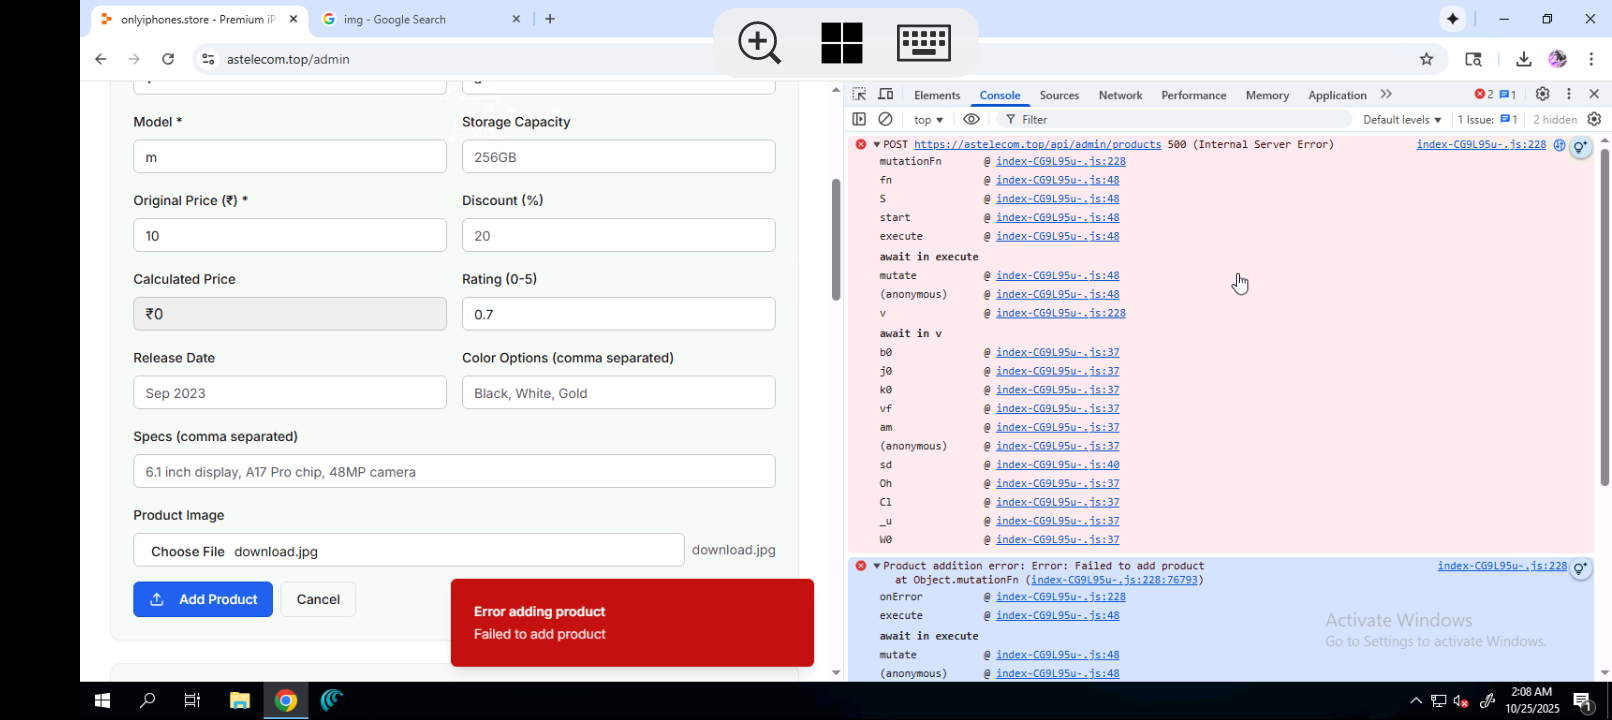 onlyiphones.store - Premium iP
img - Google Search
astelecom.top/admin
Model *
Storage Capacity
m
256GB
Original Price (₹) *
Discount (%)
10
20
Calculated Price
Rating (0-5)
₹0
0.7
Release Date
Color Options (comma separated)
Sep 2023
Black, White, Gold
Specs (comma separated)
6.1 inch display, A17 Pro chip, 48MP camera
Product Image
Choose File download.jpg
download.jpg
Add Product
Cancel
Error adding product
Failed to add product
Elements Console Sources Network Performance Memory Application 2 1
top Filter Default levels 1 Issue: 1 2 hidden
POST https://astelecom.top/api/admin/products 500 (Internal Server Error) index-CG9L95u-.js:228
mutationFn @ index-CG9L95u-.js:228
fn @ index-CG9L95u-.js:48
S @ index-CG9L95u-.js:48
start @ index-CG9L95u-.js:48
execute @ index-CG9L95u-.js:48
await in execute
mutate @ index-CG9L95u-.js:48
(anonymous) @ index-CG9L95u-.js:48
v @ index-CG9L95u-.js:228
await in v
b0 @ index-CG9L95u-.js:37
j0 @ index-CG9L95u-.js:37
k0 @ index-CG9L95u-.js:37
vf @ index-CG9L95u-.js:37
am @ index-CG9L95u-.js:37
(anonymous) @ index-CG9L95u-.js:37
sd @ index-CG9L95u-.js:40
Oh @ index-CG9L95u-.js:37
Cl @ index-CG9L95u-.js:37
_u @ index-CG9L95u-.js:37
W0 @ index-CG9L95u-.js:37
Product addition error: Error: Failed to add product index-CG9L95u-.js:228
at Object.mutationFn (index-CG9L95u-.js:228:76793)
onError @ index-CG9L95u-.js:228
execute @ index-CG9L95u-.js:48
await in execute
mutate @ index-CG9L95u-.js:48
(anonymous) @ index-CG9L95u-.js:48
Activate Windows
Go to Settings to activate Windows.
2:08 AM
10/25/2025
1